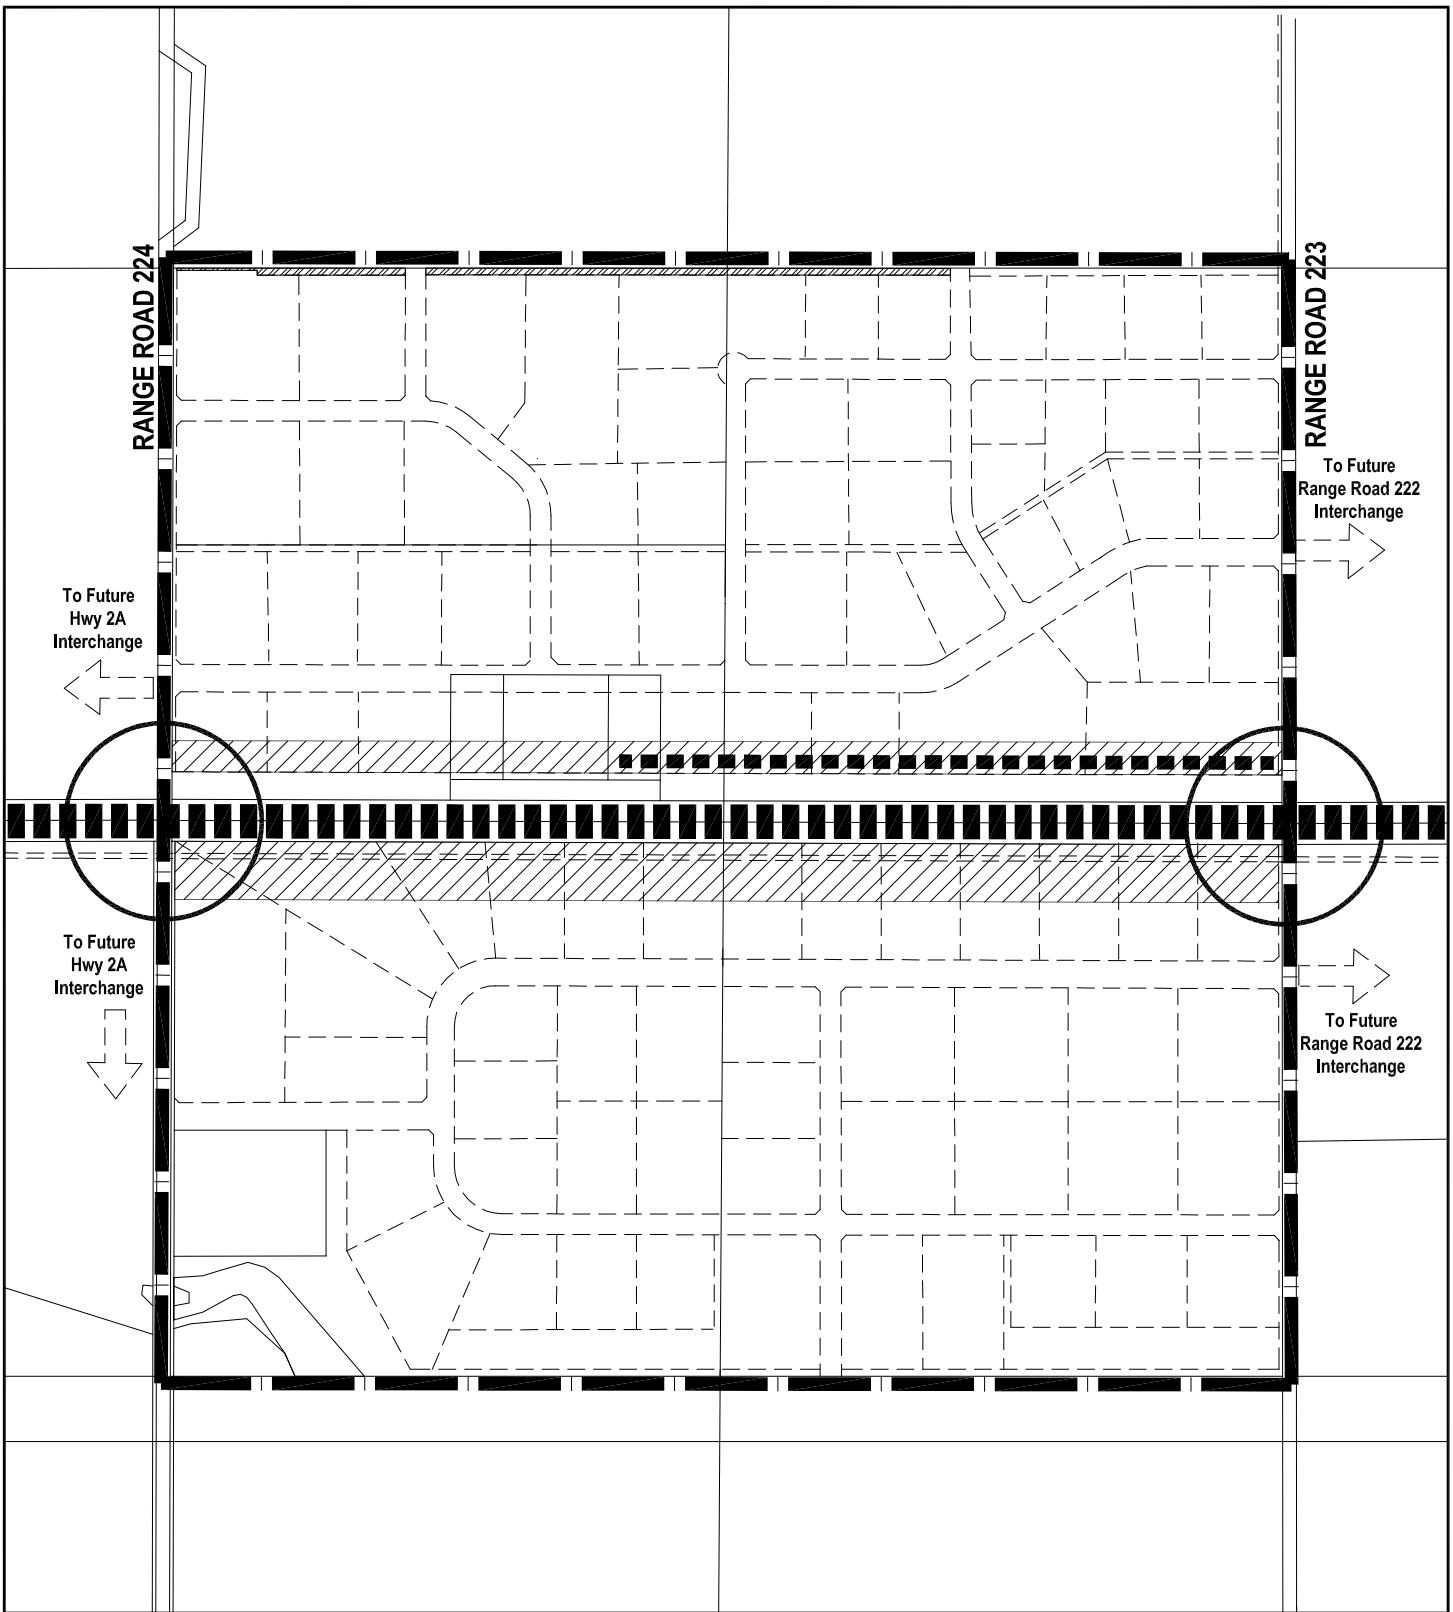 RANGE ROAD 224
RANGE ROAD 223
To Future
Range Road 222
Interchange
To Future
Hwy 2A
Interchange
To Future
Hwy 2A
Interchange
To Future
Range Road 222
Interchange